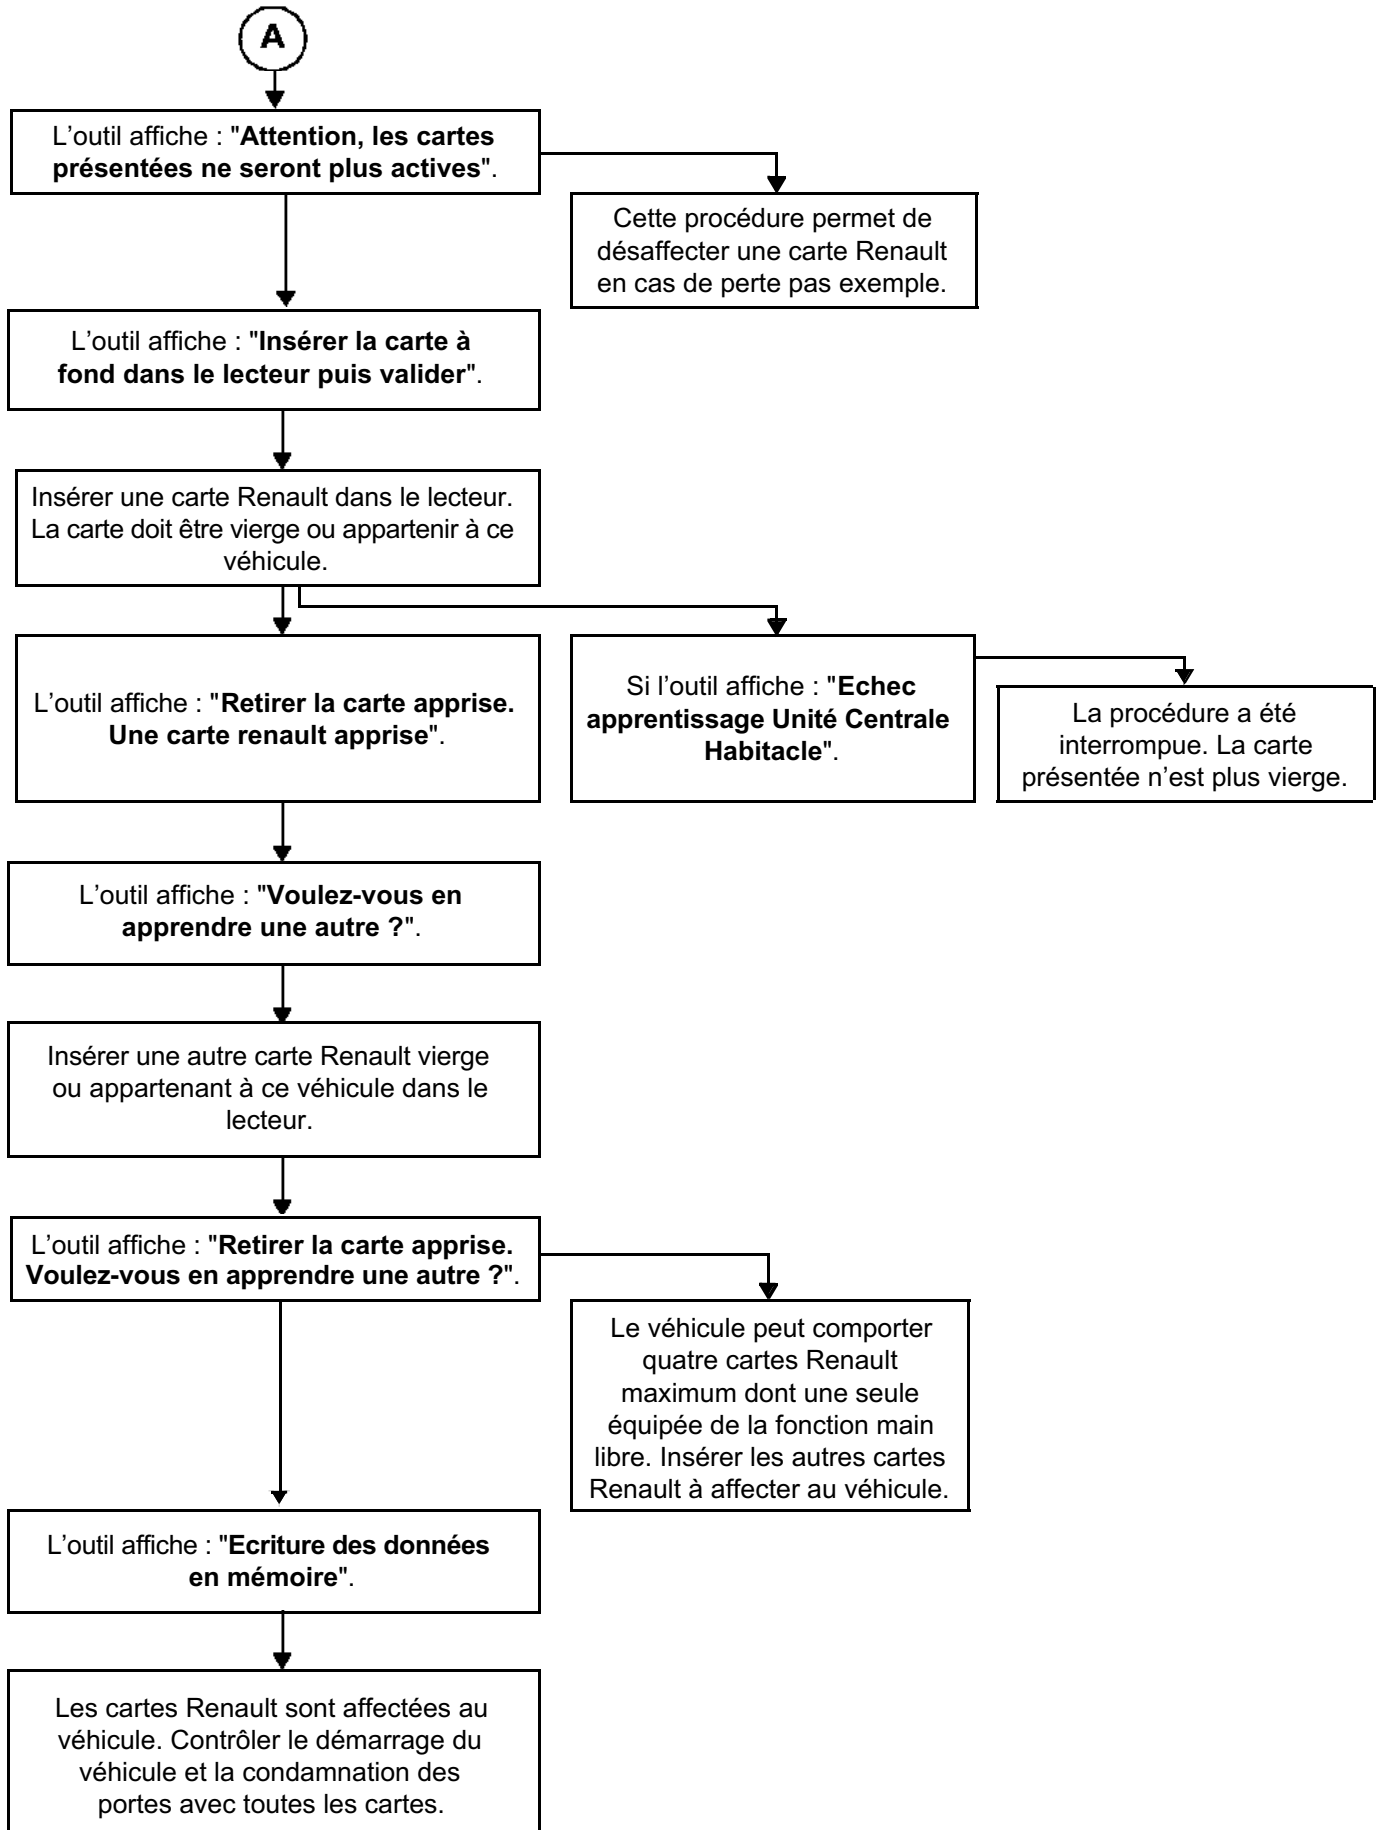 A
L’outil affiche : "Attention, les cartes
présentées ne seront plus actives".
Cette procédure permet de
désaffecter une carte Renault
en cas de perte pas exemple.
L’outil affiche : "Insérer la carte à
fond dans le lecteur puis valider".
Insérer une carte Renault dans le lecteur.
La carte doit être vierge ou appartenir à ce
véhicule.
L’outil affiche : "Retirer la carte apprise.
Une carte renault apprise".
Si l’outil affiche : "Echec
apprentissage Unité Centrale
Habitacle".
La procédure a été
interrompue. La carte
présentée n’est plus vierge.
L’outil affiche : "Voulez-vous en
apprendre une autre ?".
Insérer une autre carte Renault vierge
ou appartenant à ce véhicule dans le
lecteur.
L’outil affiche : "Retirer la carte apprise.
Voulez-vous en apprendre une autre ?".
Le véhicule peut comporter
quatre cartes Renault
maximum dont une seule
équipée de la fonction main
libre. Insérer les autres cartes
Renault à affecter au véhicule.
L’outil affiche : "Ecriture des données
en mémoire".
Les cartes Renault sont affectées au
véhicule. Contrôler le démarrage du
véhicule et la condamnation des
portes avec toutes les cartes.